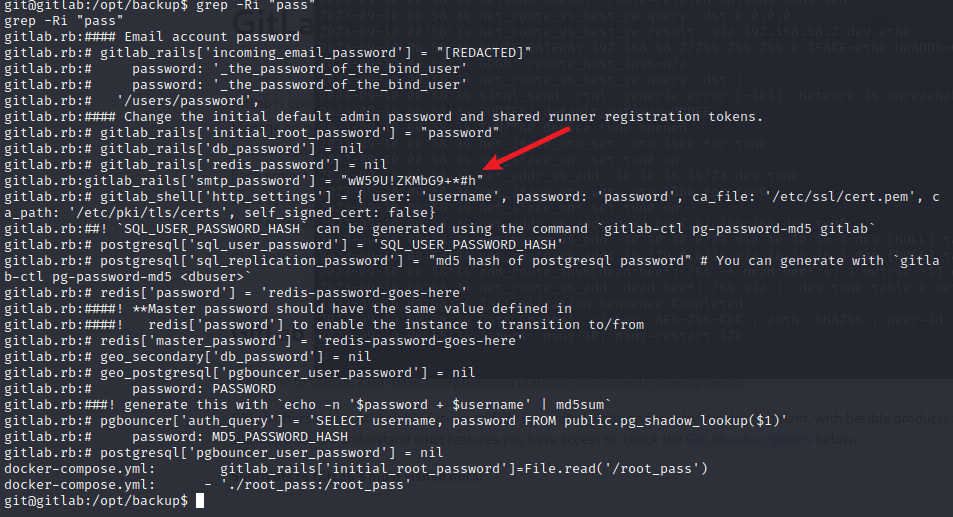 git@gitlab:/opt/backup$ grep -Ri "pass"
grep -Ri "pass"
gitlab.rb:#### Email account password
gitlab.rb:# gitlab_rails['incoming_email_password'] = "[REDACTED]"
gitlab.rb:#     password: '_the_password_of_the_bind_user'
gitlab.rb:#     password: '_the_password_of_the_bind_user'
gitlab.rb:#   '/users/password',
gitlab.rb:#### Change the initial default admin password and shared runner registration tokens.
gitlab.rb:# gitlab_rails['initial_root_password'] = "password"
gitlab.rb:# gitlab_rails['db_password'] = nil
gitlab.rb:# gitlab_rails['redis_password'] = nil
gitlab.rb:gitlab_rails['smtp_password'] = "wW59U!ZKMbG9+*#h"
gitlab.rb:# gitlab_shell['http_settings'] = { user: 'username', password: 'password', ca_file: '/etc/ssl/cert.pem', c
a_path: '/etc/pki/tls/certs', self_signed_cert: false}
gitlab.rb:##! `SQL_USER_PASSWORD_HASH` can be generated using the command `gitlab-ctl pg-password-md5 gitlab`
gitlab.rb:# postgresql['sql_user_password'] = 'SQL_USER_PASSWORD_HASH'
gitlab.rb:# postgresql['sql_replication_password'] = "md5 hash of postgresql password" # You can generate with `gitla
b-ctl pg-password-md5 <dbuser>`
gitlab.rb:# redis['password'] = 'redis-password-goes-here'
gitlab.rb:####! **Master password should have the same value defined in
gitlab.rb:####!   redis['password'] to enable the instance to transition to/from
gitlab.rb:# redis['master_password'] = 'redis-password-goes-here'
gitlab.rb:# geo_secondary['db_password'] = nil
gitlab.rb:# geo_postgresql['pgbouncer_user_password'] = nil
gitlab.rb:#     password: PASSWORD
gitlab.rb:###! generate this with `echo -n '$password + $username' | md5sum`
gitlab.rb:# pgbouncer['auth_query'] = 'SELECT username, password FROM public.pg_shadow_lookup($1)'
gitlab.rb:#     password: MD5_PASSWORD_HASH
gitlab.rb:# postgresql['pgbouncer_user_password'] = nil
docker-compose.yml:        gitlab_rails['initial_root_password']=File.read('/root_pass')
docker-compose.yml:      - './root_pass:/root_pass'
git@gitlab:/opt/backup$